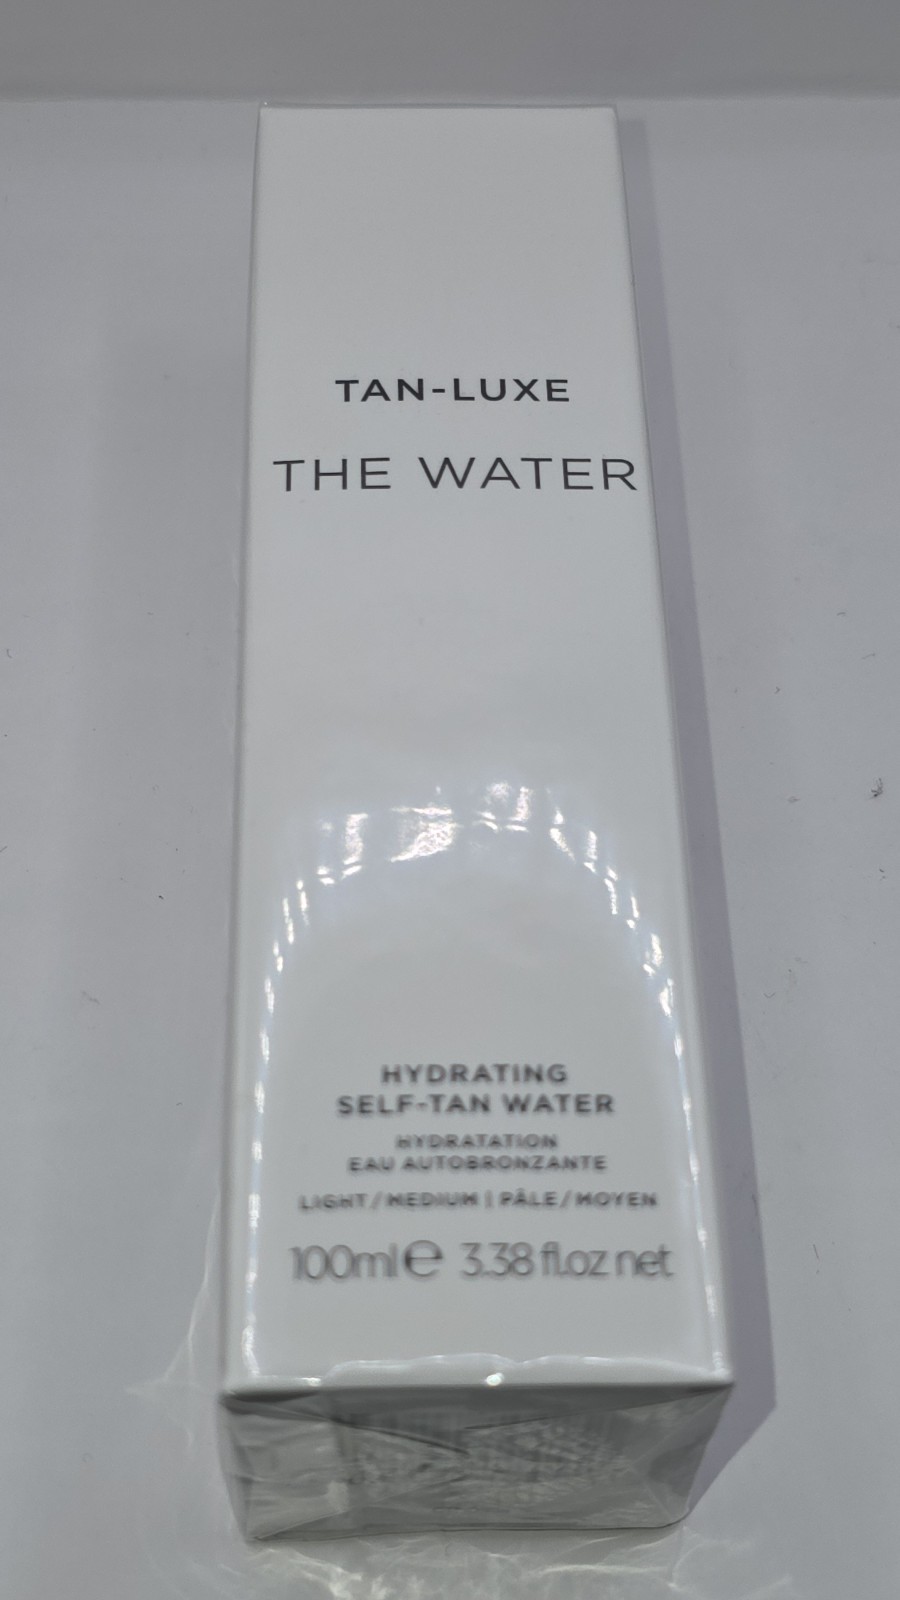 TAN-LUXE
THE WATER
HYDRATING
SELF-TAN WATER
HYDRATATION
EAU AUTOBRONZANTE
LIGHT / MEDIUM | PÂLE / MOYEN
100ml ℮ 3.38 fl.oz net